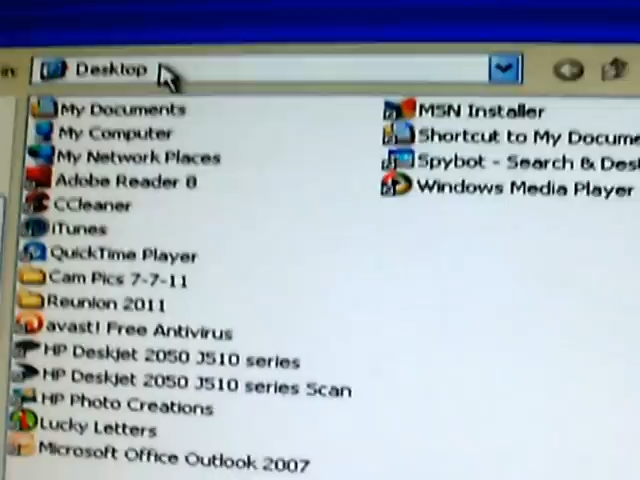 in:
Desktop
My Documents
My Computer
My Network Places
Adobe Reader 8
CCleaner
iTunes
QuickTime Player
Cam Pics 7-7-11
Reunion 2011
avast! Free Antivirus
HP Deskjet 2050 J510 series
HP Deskjet 2050 J510 series Scan
HP Photo Creations
Lucky Letters
Microsoft Office Outlook 2007
MSN Installer
Shortcut to My Docume
Spybot - Search & Des
Windows Media Player